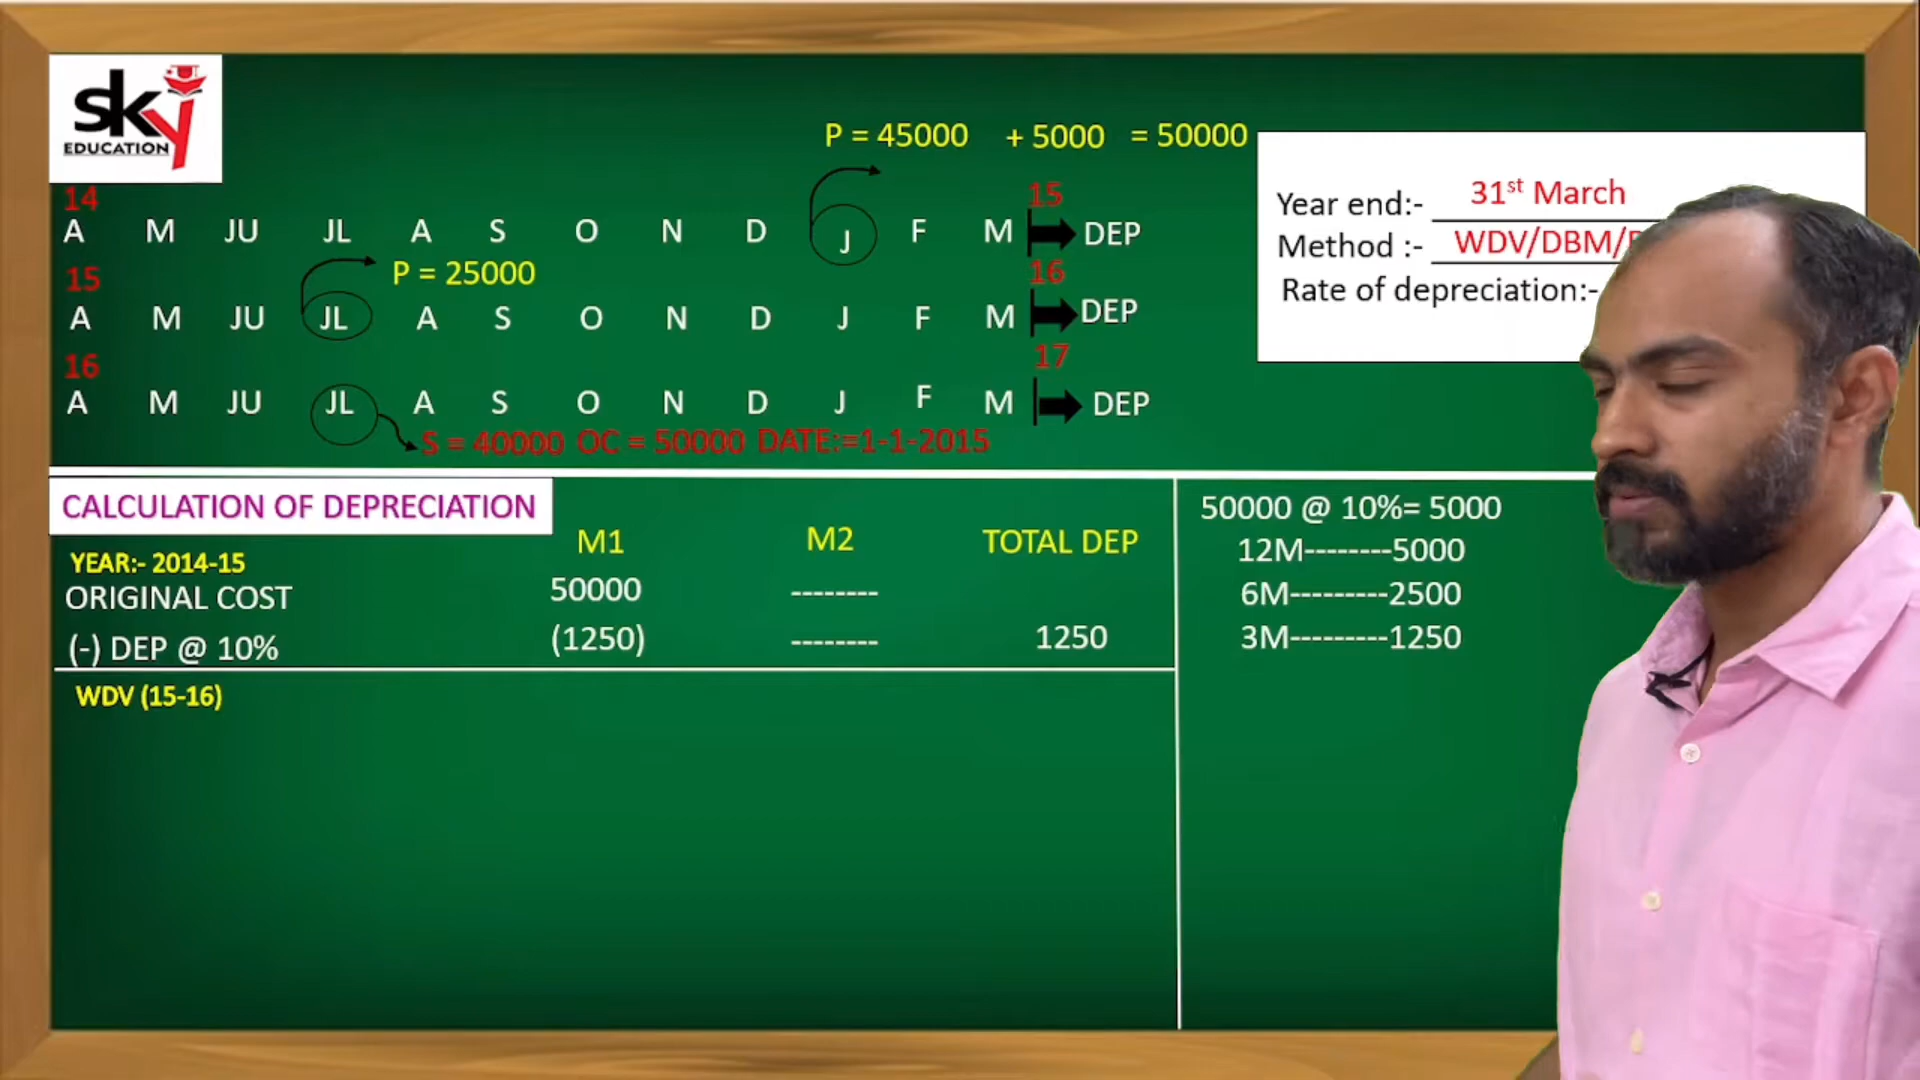 sky
EDUCATION
P = 45000 + 5000 = 50000
14 15
A M JU JL A S O N D J F M DEP
P = 25000
15 16
A M JU JL A S O N D J F M DEP
16 17
A M JU JL A S O N D J F M DEP
S = 40000 OC = 50000 DATE:=1-1-2015
Year end:- 31st March
Method :- WDV/DBM/
Rate of depreciation:-
CALCULATION OF DEPRECIATION
M1 M2 TOTAL DEP
YEAR:- 2014-15
ORIGINAL COST 50000 --------
(-) DEP @ 10% (1250) -------- 1250
WDV (15-16)
50000 @ 10%= 5000
12M--------5000
6M---------2500
3M---------1250